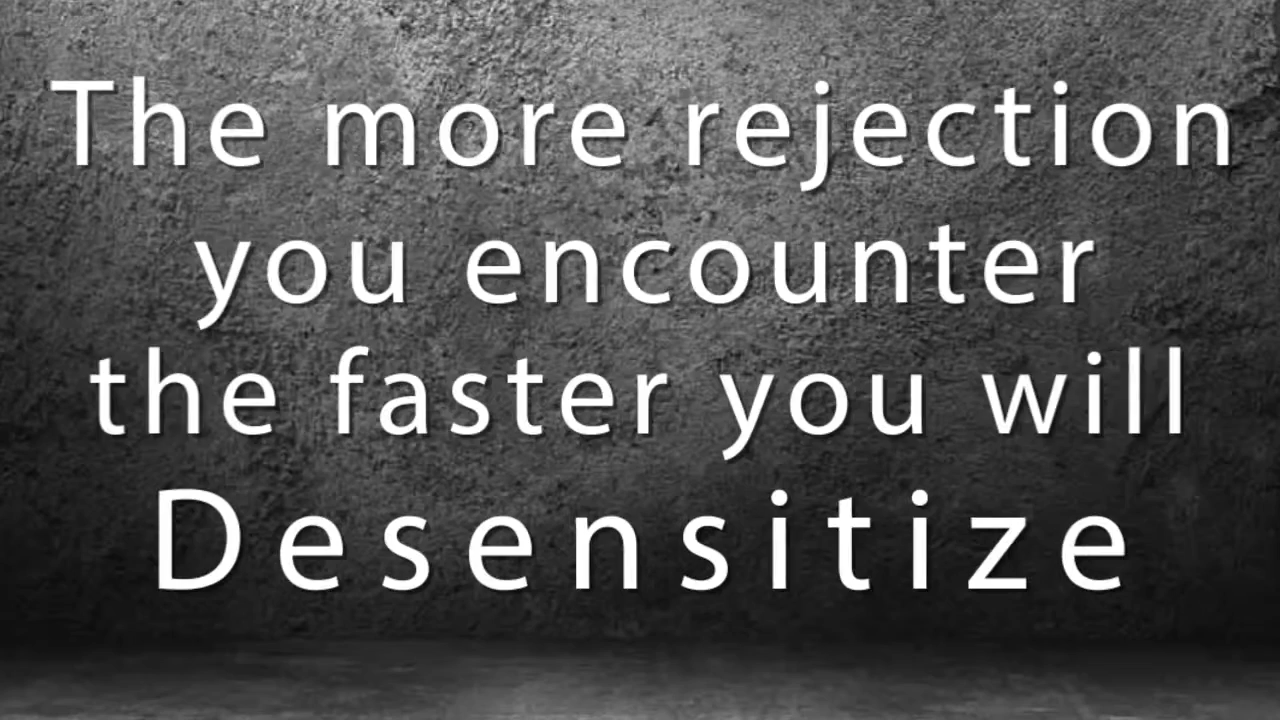 The more rejection
you encounter
the faster you will
Desensitize